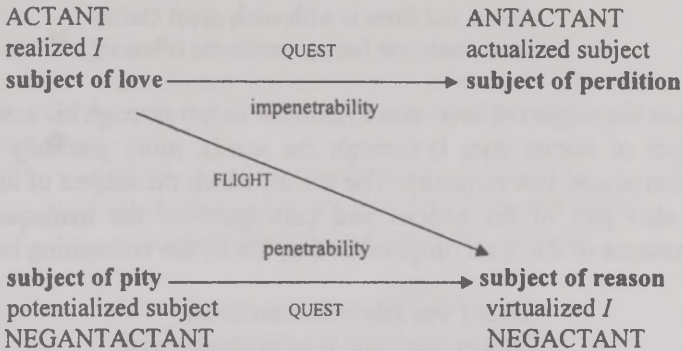 ACTANT ANTACTANT
realized I QUEST actualized subject
subject of love subject of perdition
impenetrability
FLIGHT
penetrability
subject of pity subject of reason
potentialized subject QUEST virtualized I
NEGANTACTANT NEGACTANT